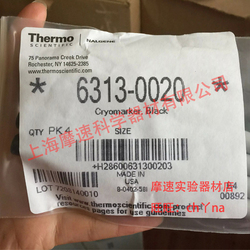 Thermo
SCIENTIFIC
NALGENE
75 Panorama Creek Drive
Rochester, NY 14625-2385
www.thermoscientific.com
* 6313-0020 *
Cryomarker, Black
QTY PK 4 SIZE
上海摩速科学器材有限公司
+H28600631300203
MADE IN
USA
LOT
摩速实验器材店
00892